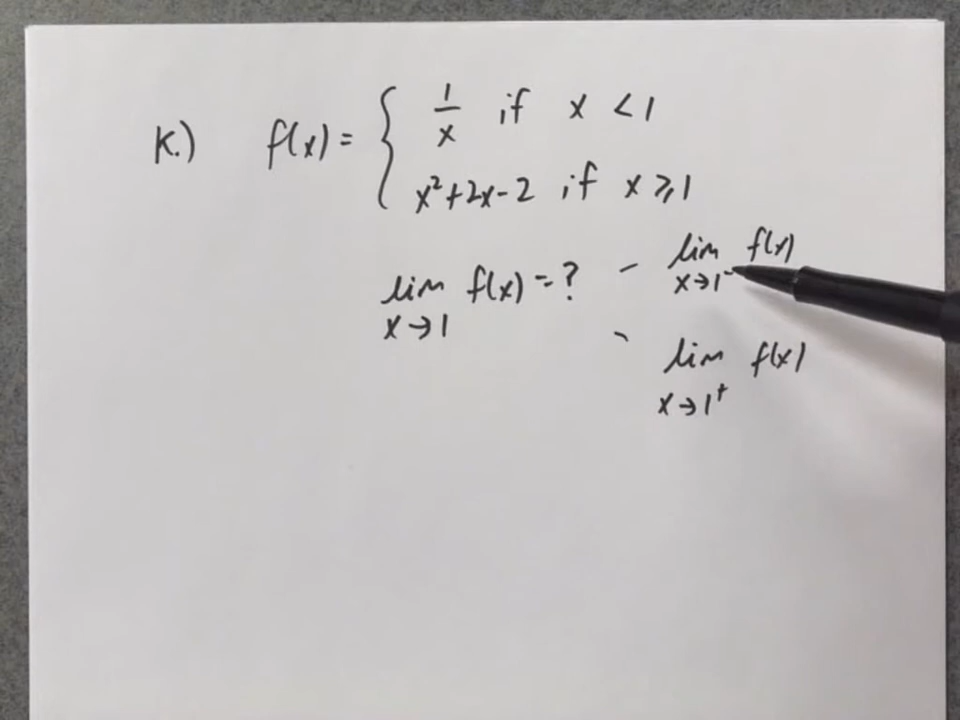 K.) f(x) = { 1/x if x < 1
x²+2x-2 if x ≥ 1
lim f(x) = ? - lim f(x)
x→1 x→1⁻
- lim f(x)
x→1⁺